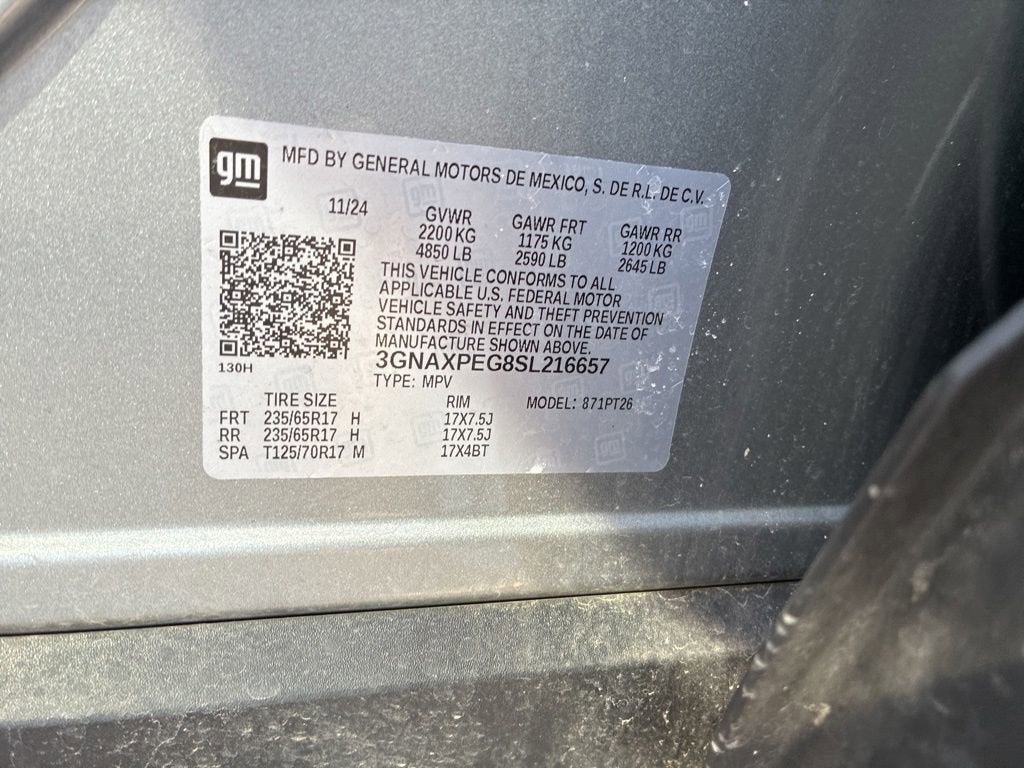 gm
MFD BY GENERAL MOTORS DE MEXICO, S. DE R.L. DE C.V.
11/24
GVWR GAWR FRT GAWR RR
2200 KG 1175 KG 1200 KG
4850 LB 2590 LB 2645 LB
THIS VEHICLE CONFORMS TO ALL
APPLICABLE U.S. FEDERAL MOTOR
VEHICLE SAFETY AND THEFT PREVENTION
STANDARDS IN EFFECT ON THE DATE OF
MANUFACTURE SHOWN ABOVE.
3GNAXPEG8SL216657
130H
TYPE: MPV
TIRE SIZE RIM MODEL: 871PT26
FRT 235/65R17 H 17X7.5J
RR 235/65R17 H 17X7.5J
SPA T125/70R17 M 17X4BT